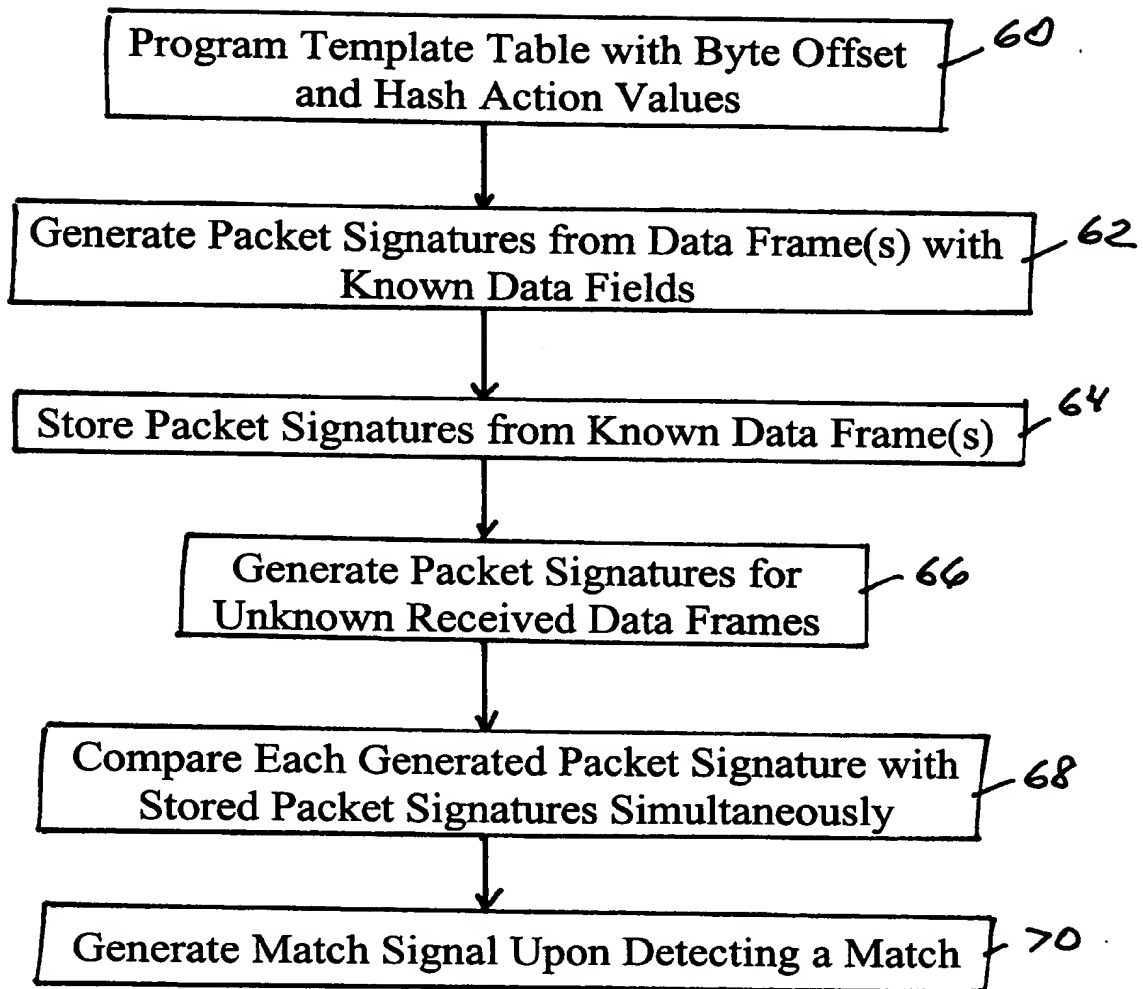 Program Template Table with Byte Offset
and Hash Action Values
60
Generate Packet Signatures from Data Frame(s) with
Known Data Fields
62
Store Packet Signatures from Known Data Frame(s)
64
Generate Packet Signatures for
Unknown Received Data Frames
66
Compare Each Generated Packet Signature with
Stored Packet Signatures Simultaneously
68
Generate Match Signal Upon Detecting a Match
70